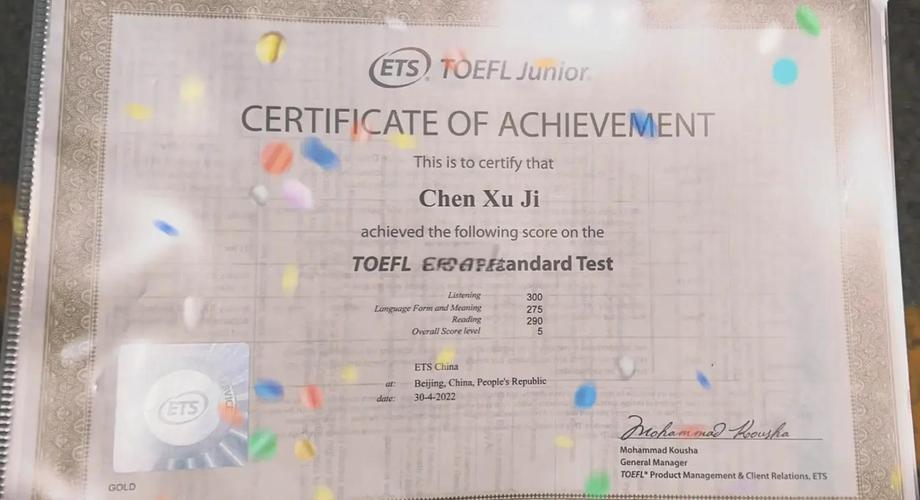 ETS TOEFL Junior
CERTIFICATE OF ACHIEVEMENT
This is to certify that
Chen Xu Ji
achieved the following score on the
TOEFL tandard Test
Listening 300
Language Form and Meaning 275
Reading 290
Overall Score level 5
ETS China
at: Beijing, China, People's Republic
date: 30-4-2022
ETS
Mohammad Kousha
Mohammad Kousha
General Manager
TOEFL® Product Management & Client Relations, ETS
GOLD